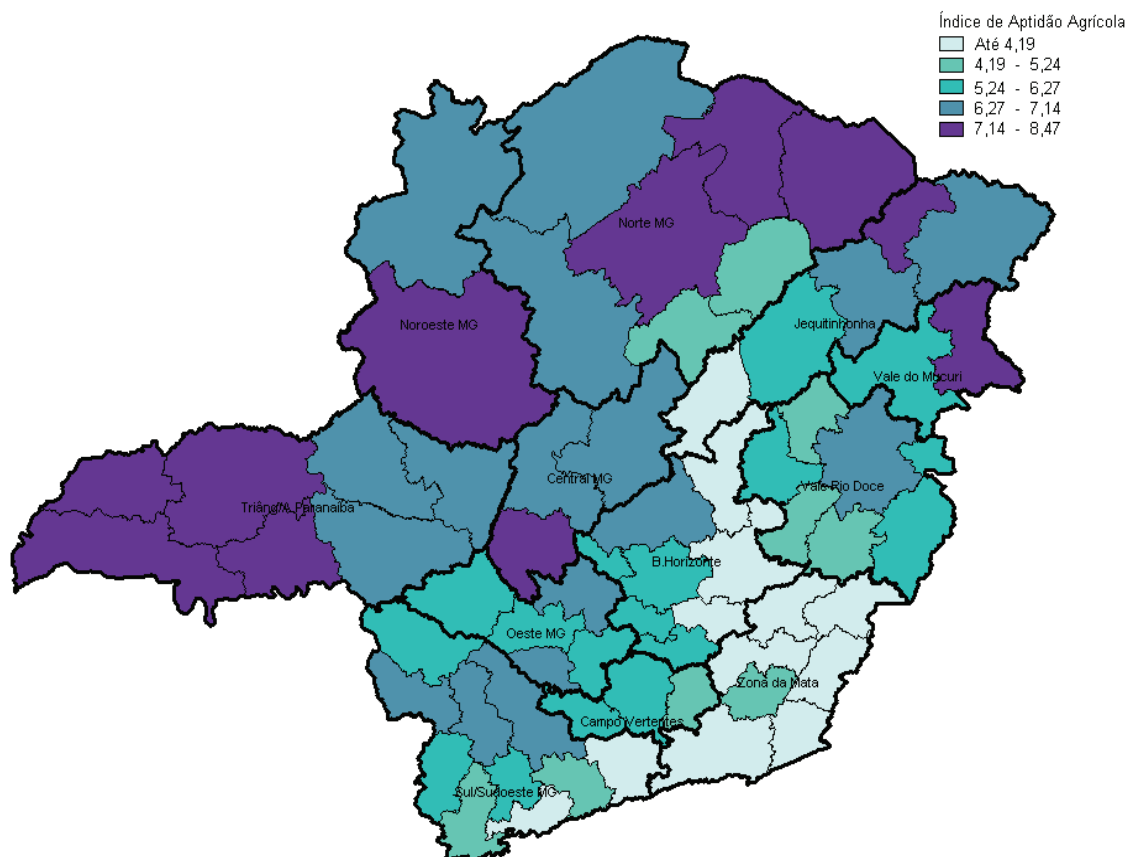 Índice de Aptidão Agrícola
Até 4,19
4,19 - 5,24
5,24 - 6,27
6,27 - 7,14
7,14 - 8,47
Norte MG
Noroeste MG
Jequitinhonha
Vale do Mucuri
Central MG
Vale Rio Doce
Triâng/A.Paranaiba
B.Horizonte
Oeste MG
Zona da Mata
Campo Vertentes
Sul/Sudoeste MG